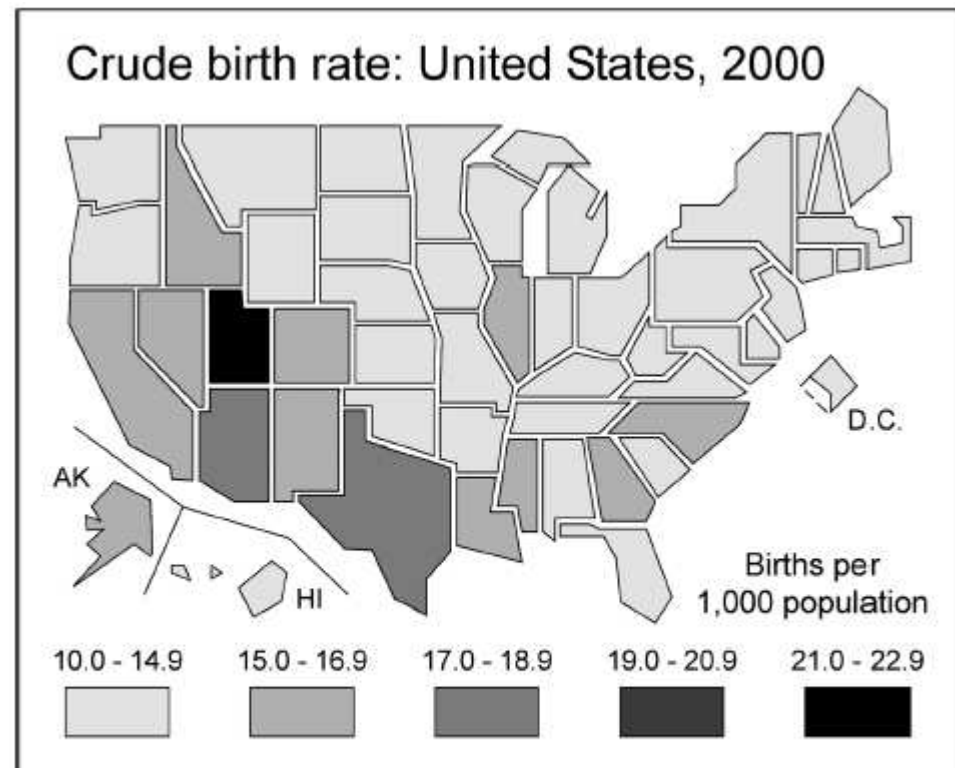 Crude birth rate: United States, 2000
D.C.
AK
HI
Births per
1,000 population
10.0 - 14.9
15.0 - 16.9
17.0 - 18.9
19.0 - 20.9
21.0 - 22.9